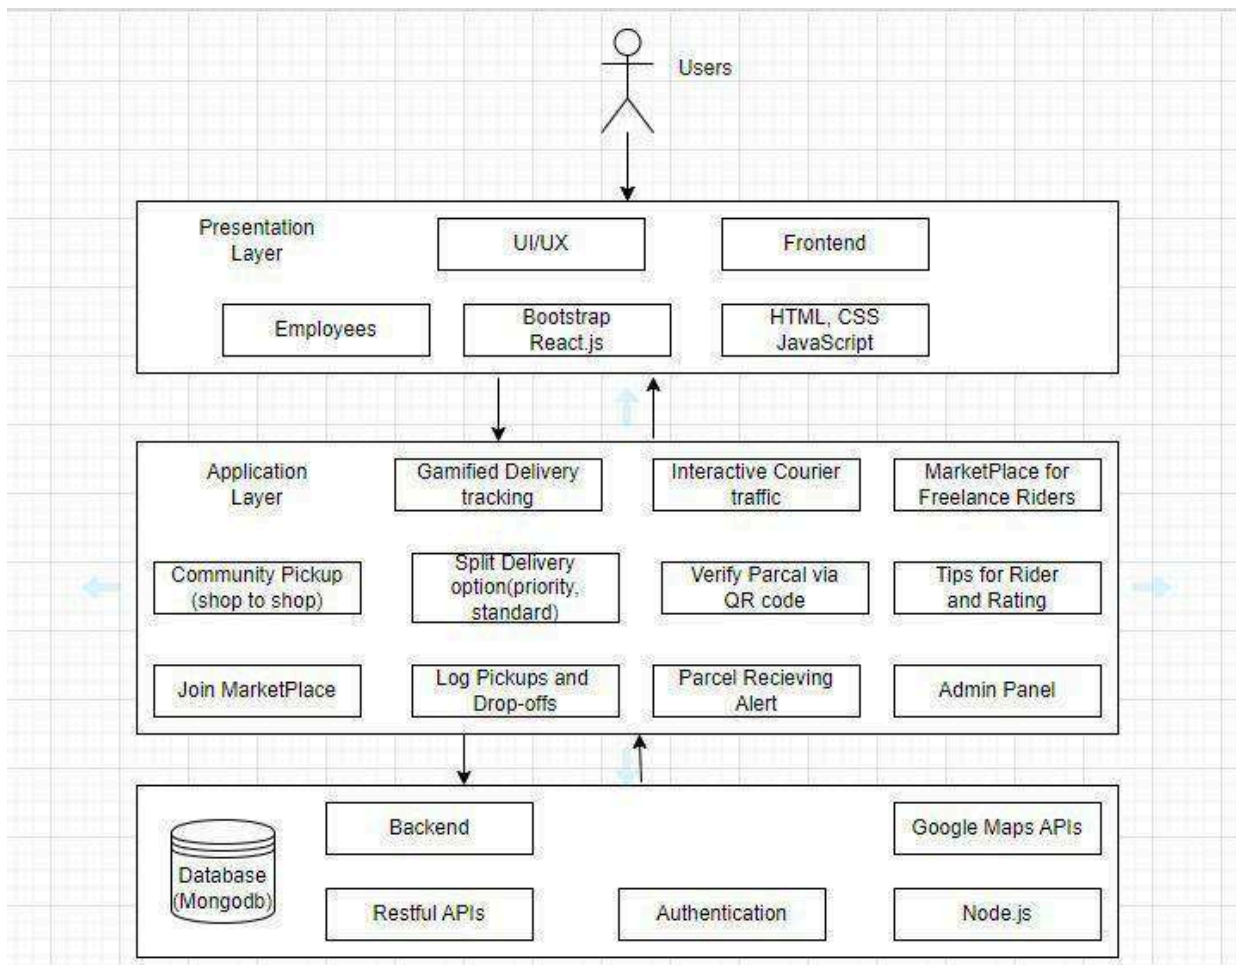 Users
Presentation
Layer
UI/UX
Frontend
Employees
Bootstrap
React.js
HTML, CSS
JavaScript
Application
Layer
Gamified Delivery
tracking
Interactive Courier
traffic
MarketPlace for
Freelance Riders
Community Pickup
(shop to shop)
Split Delivery
option(priority,
standard)
Verify Parcal via
QR code
Tips for Rider
and Rating
Join MarketPlace
Log Pickups and
Drop-offs
Parcel Recieving
Alert
Admin Panel
Database
(Mongodb)
Backend
Google Maps APIs
Restful APIs
Authentication
Node.js